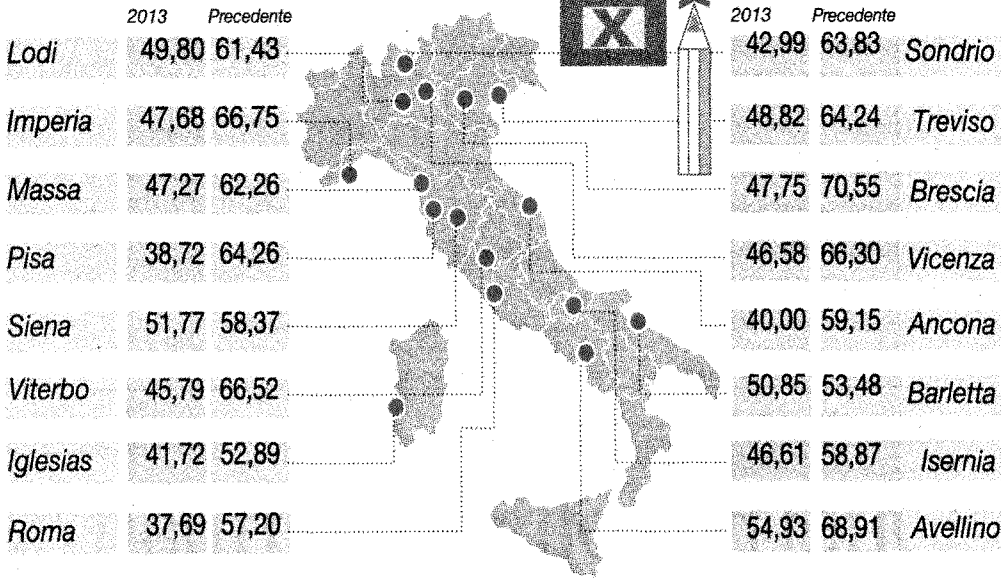 2013 Precedente
Lodi 49,80 61,43
Imperia 47,68 66,75
Massa 47,27 62,26
Pisa 38,72 64,26
Siena 51,77 58,37
Viterbo 45,79 66,52
Iglesias 41,72 52,89
Roma 37,69 57,20
X
2013 Precedente
42,99 63,83 Sondrio
48,82 64,24 Treviso
47,75 70,55 Brescia
46,58 66,30 Vicenza
40,00 59,15 Ancona
50,85 53,48 Barletta
46,61 58,87 Isernia
54,93 68,91 Avellino